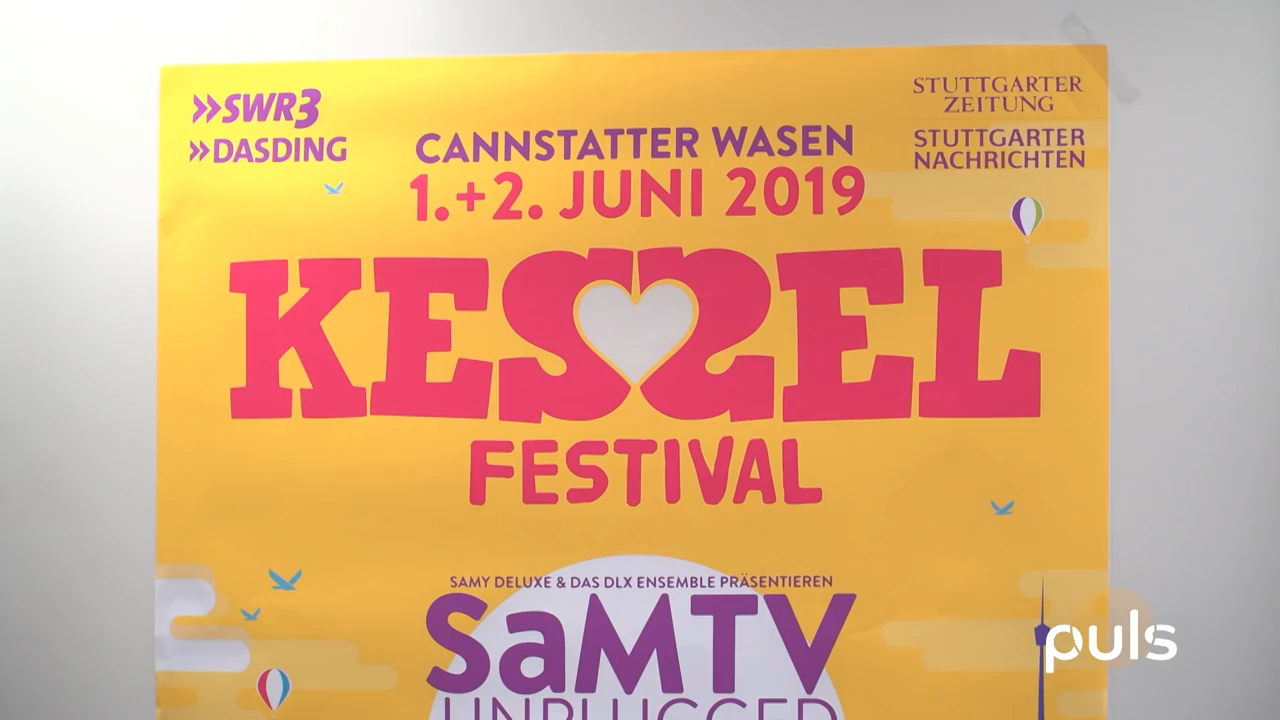 »SWR3
»DASDING
STUTTGARTER
ZEITUNG
STUTTGARTER
NACHRICHTEN
CANNSTATTER WASEN
1.+2. JUNI 2019
KESSEL
FESTIVAL
SAMY DELUXE & DAS DLX ENSEMBLE PRÄSENTIEREN
SaMTV
UNPLUGGED
puls